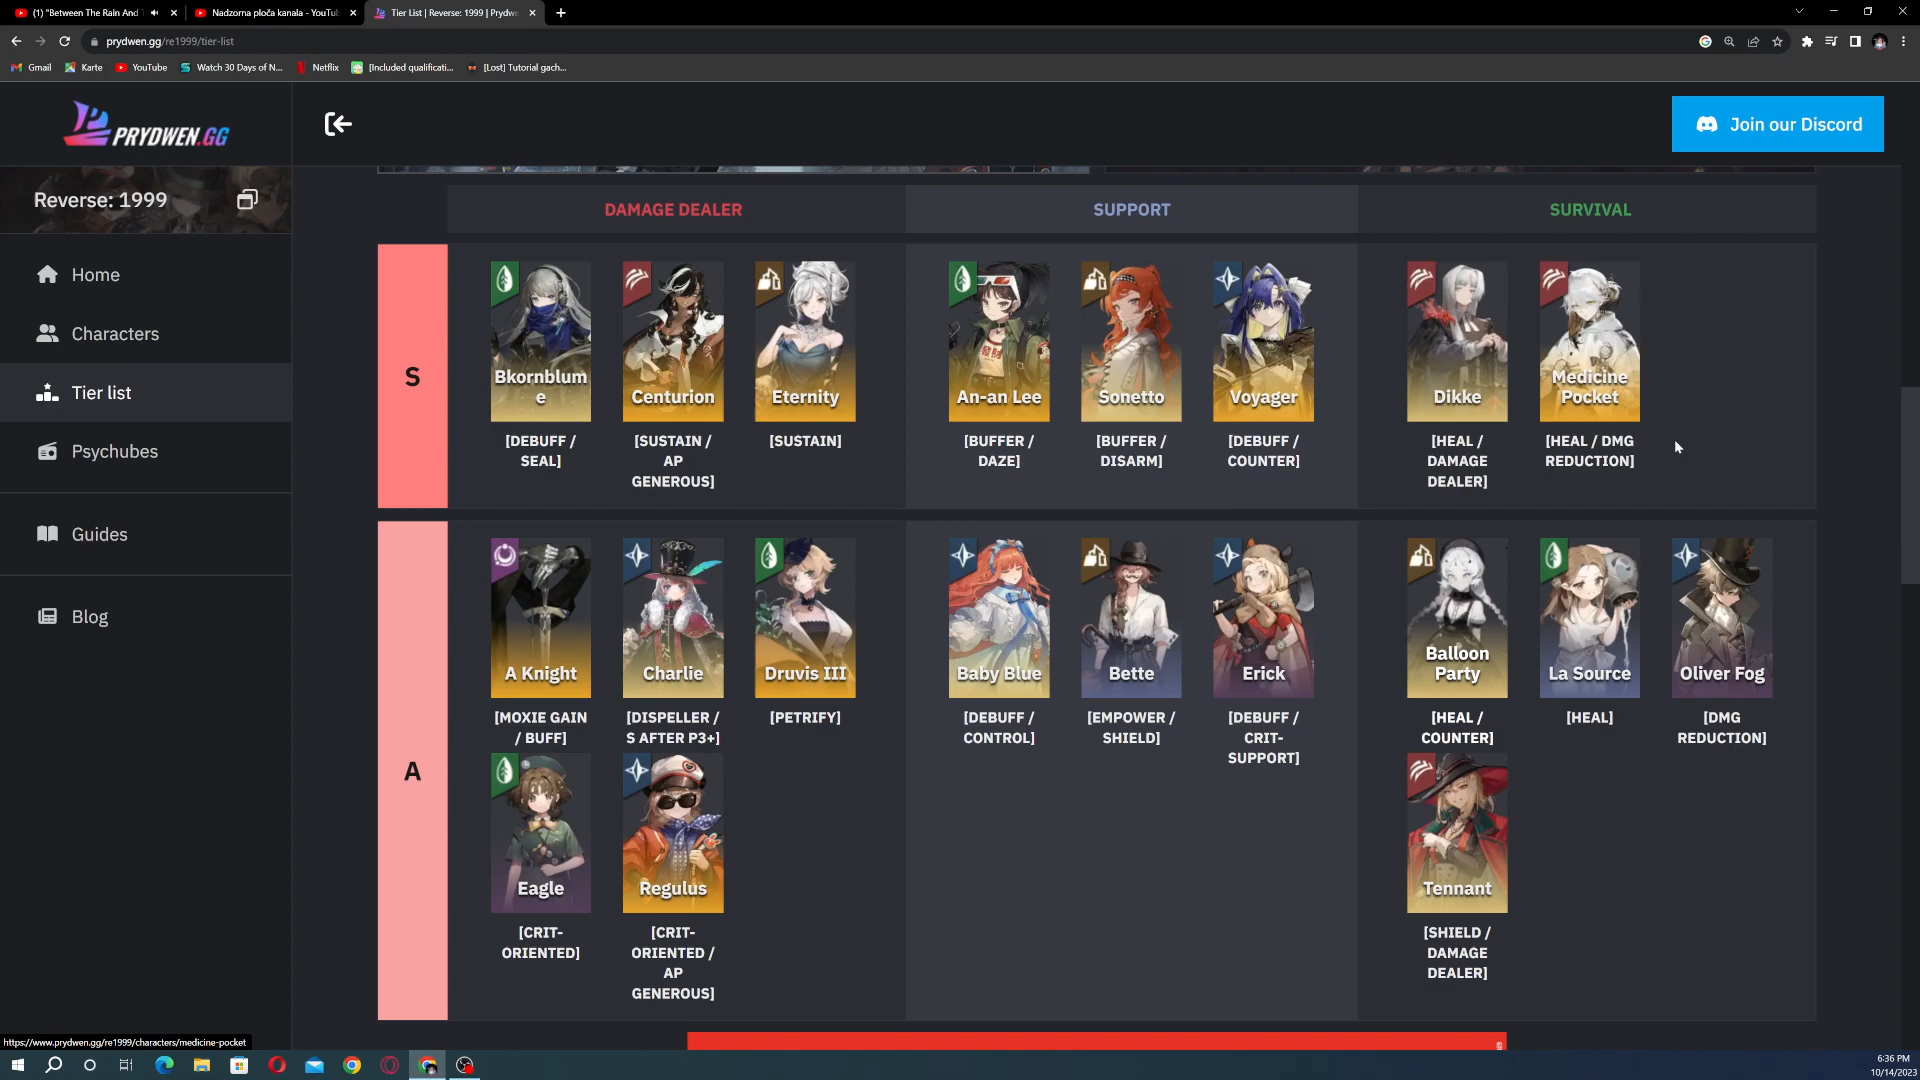 (1) "Between The Rain And
Nadzorna ploča kanala - YouTu
Tier List | Reverse: 1999 | Prydwe
prydwen.gg/re1999/tier-list
Gmail
Karte
YouTube
Watch 30 Days of N...
Netflix
[Included qualificati...
[Lost] Tutorial gach...
PRYDWEN.GG
Join our Discord
Reverse: 1999
Home
Characters
Tier list
Psychubes
Guides
Blog
DAMAGE DEALER
SUPPORT
SURVIVAL
S
Bkornblum
e
[DEBUFF /
SEAL]
Centurion
[SUSTAIN /
AP
GENEROUS]
Eternity
[SUSTAIN]
An-an Lee
[BUFFER /
DAZE]
Sonetto
[BUFFER /
DISARM]
Voyager
[DEBUFF /
COUNTER]
Dikke
[HEAL /
DAMAGE
DEALER]
Medicine
Pocket
[HEAL / DMG
REDUCTION]
A
A Knight
[MOXIE GAIN
/ BUFF]
Charlie
[DISPELLER /
S AFTER P3+]
Druvis III
[PETRIFY]
Baby Blue
[DEBUFF /
CONTROL]
Bette
[EMPOWER /
SHIELD]
Erick
[DEBUFF /
CRIT-
SUPPORT]
Balloon
Party
[HEAL /
COUNTER]
La Source
[HEAL]
Oliver Fog
[DMG
REDUCTION]
Eagle
[CRIT-
ORIENTED]
Regulus
[CRIT-
ORIENTED /
AP
GENEROUS]
Tennant
[SHIELD /
DAMAGE
DEALER]
https://www.prydwen.gg/re1999/characters/medicine-pocket
6:36 PM
10/14/2023